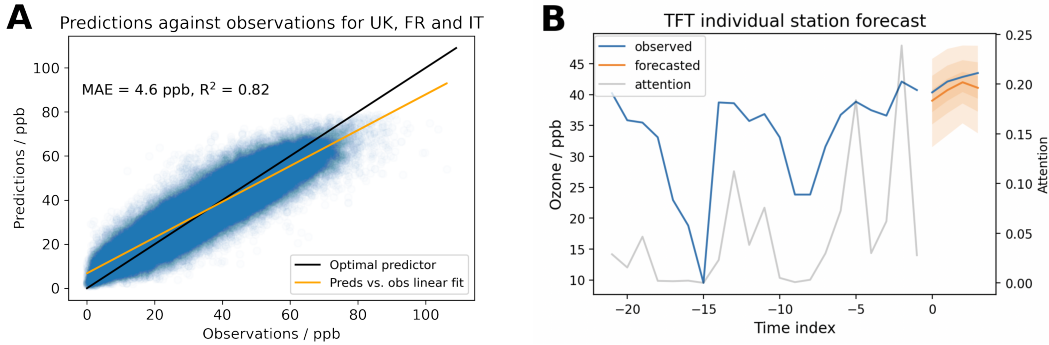 A
Predictions against observations for UK, FR and IT
MAE = 4.6 ppb, R² = 0.82
Predictions / ppb
100
80
60
40
20
0
Optimal predictor
Preds vs. obs linear fit
0 20 40 60 80 100
Observations / ppb
B
TFT individual station forecast
observed
forecasted
attention
Ozone / ppb
45
40
35
30
25
20
15
10
0.25
0.20
0.15
0.10
0.05
0.00
Attention
−20 −15 −10 −5 0
Time index